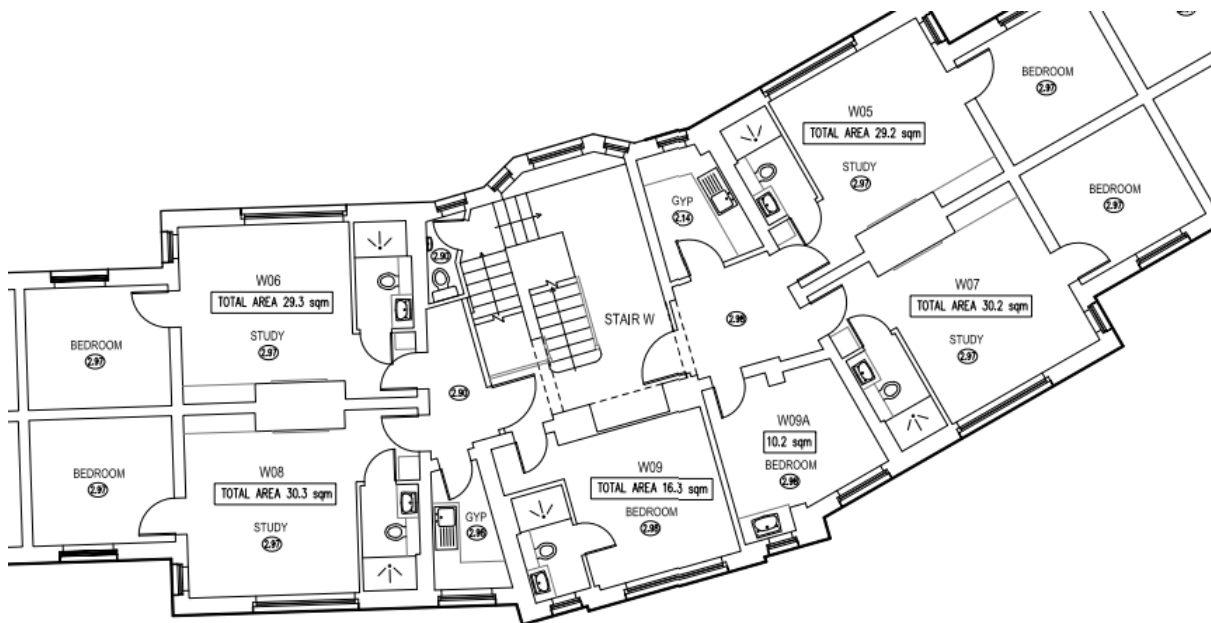 W05
TOTAL AREA 29.2 sqm
STUDY
2.97
BEDROOM
2.97
BEDROOM
2.97
GYP
2.14
W07
TOTAL AREA 30.2 sqm
STUDY
2.97
2.98
STAIR W
2.90
W06
TOTAL AREA 29.3 sqm
STUDY
2.97
BEDROOM
2.97
2.90
BEDROOM
2.97
W08
TOTAL AREA 30.3 sqm
STUDY
2.97
GYP
2.96
W09
TOTAL AREA 16.3 sqm
BEDROOM
2.98
W09A
10.2 sqm
BEDROOM
2.98